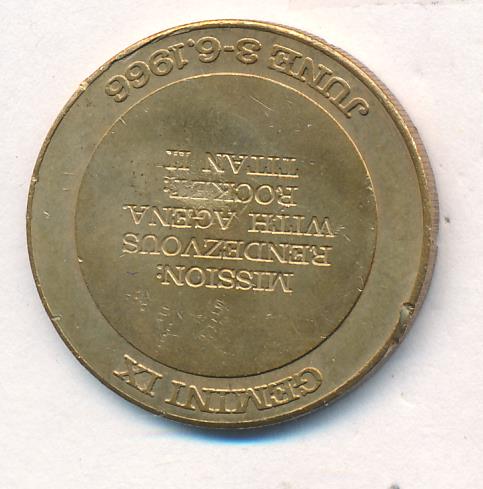 GEMINI IX
MISSION:
RENDEZVOUS
WITH AGENA
ROCKET:
TITAN II
JUNE 3-6.1966